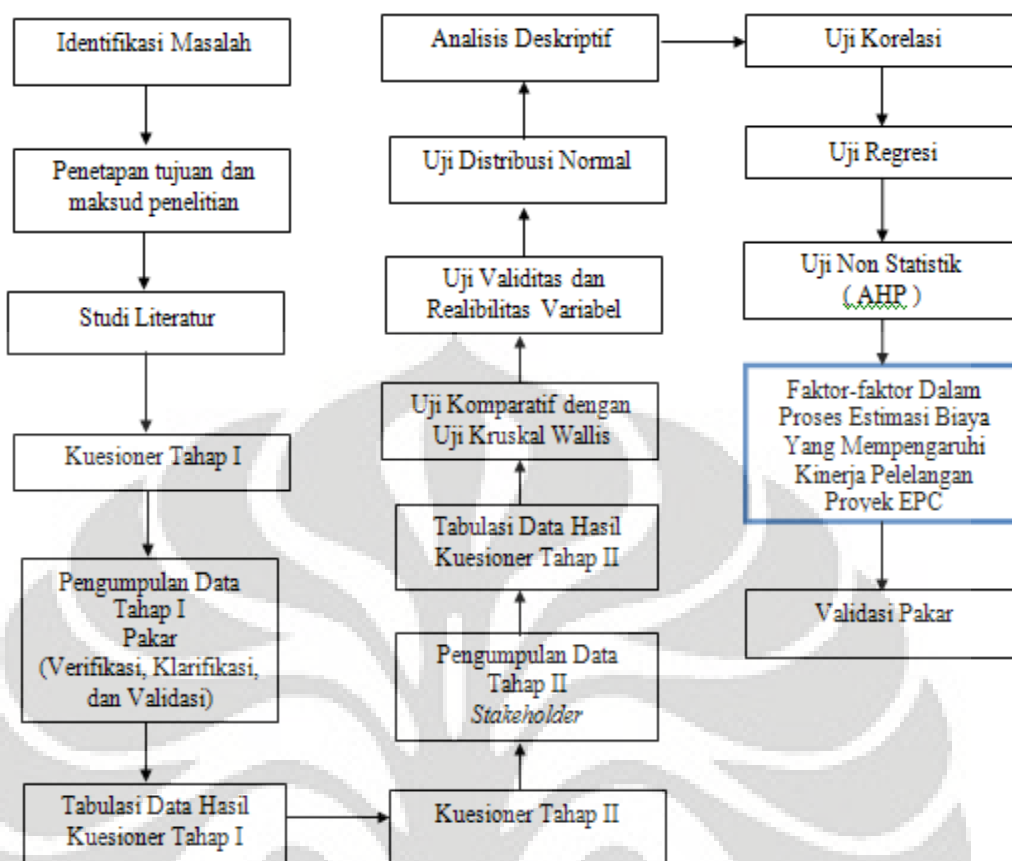 Identifikasi Masalah
Penetapan tujuan dan
maksud penelitian
Studi Literatur
Kuesioner Tahap I
Pengumpulan Data
Tahap I
Pakar
(Verifikasi, Klarifikasi,
dan Validasi)
Tabulasi Data Hasil
Kuesioner Tahap I
Kuesioner Tahap II
Pengumpulan Data
Tahap II
Stakeholder
Tabulasi Data Hasil
Kuesioner Tahap II
Uji Komparatif dengan
Uji Kruskal Wallis
Uji Validitas dan
Realibilitas Variabel
Uji Distribusi Normal
Analisis Deskriptif
Uji Korelasi
Uji Regresi
Uji Non Statistik
( AHP )
Faktor-faktor Dalam
Proses Estimasi Biaya
Yang Mempengaruhi
Kinerja Pelelangan
Proyek EPC
Validasi Pakar